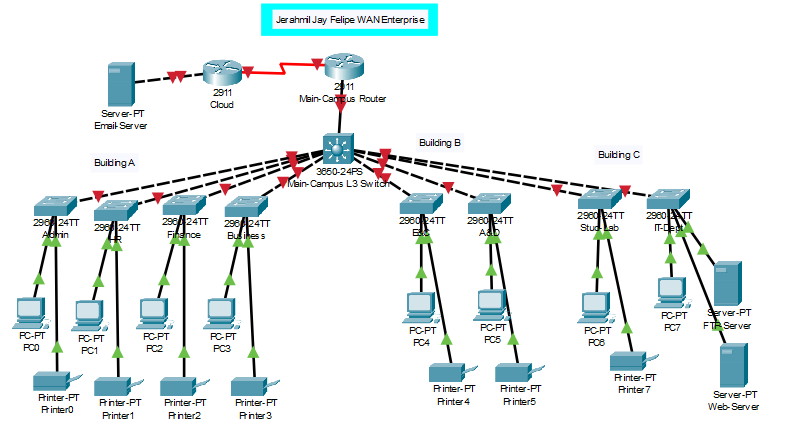 Jerahmil Jay Felipe WAN Enterprise
2911
Cloud
2911
Main-Campus Router
Server-PT
Email-Server
Building A
Building B
Building C
3650-24PS
Main-Campus L3 Switch
2960-24TT
Admin
2960-24TT
HR
2960-24TT
Finance
2960-24TT
Business
2960-24TT
2960-24TT
2960-24TT
Stud-Lab
2960-24TT
IT-Dept
PC-PT
PC0
PC-PT
PC1
PC-PT
PC2
PC-PT
PC3
PC-PT
PC4
PC-PT
PC5
PC-PT
PC6
PC-PT
PC7
Server-PT
FTP Server
Printer-PT
Printer0
Printer-PT
Printer1
Printer-PT
Printer2
Printer-PT
Printer3
Printer-PT
Printer4
Printer-PT
Printer5
Printer-PT
Printer7
Server-PT
Web-Server